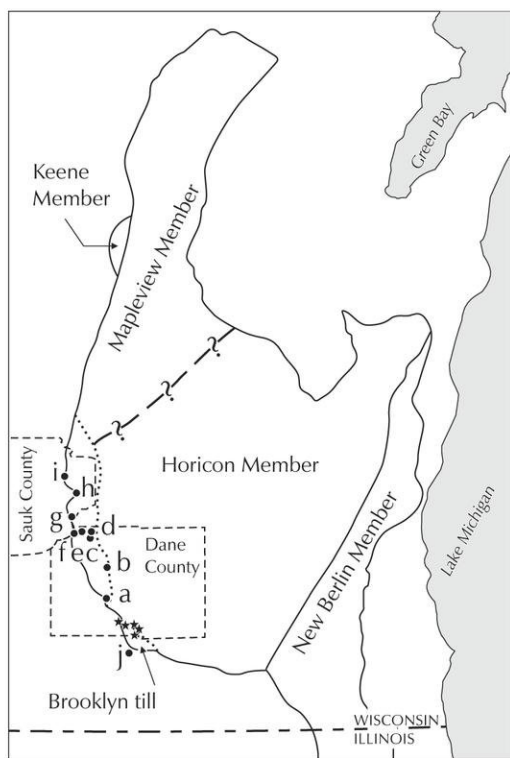 Green Bay
Keene
Member
Mapleview Member
?
?
?
Horicon Member
Sauk County
i
h
g
d
f
e
c
Dane
County
b
a
j
New Berlin Member
Lake Michigan
Brooklyn till
WISCONSIN
ILLINOIS